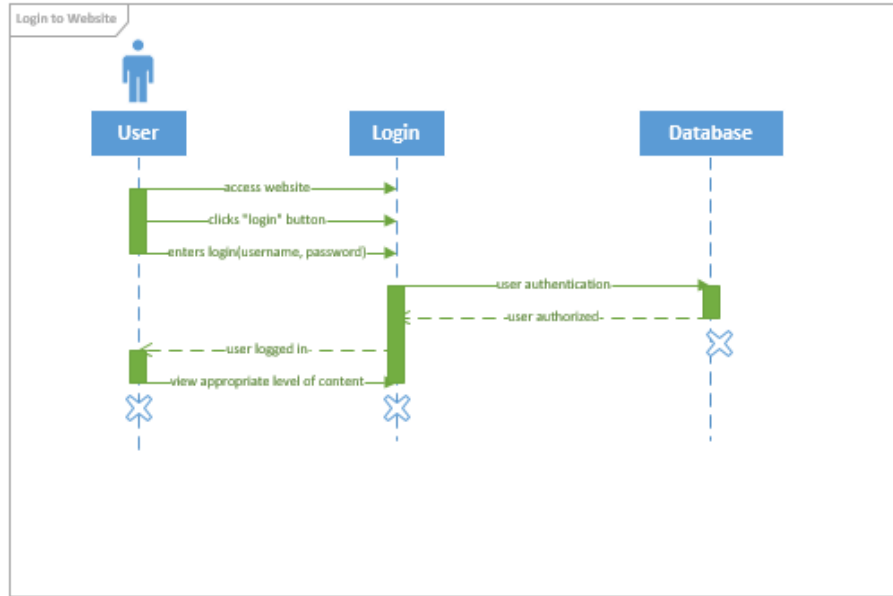 Login to Website
User
Login
Database
access website
clicks "login" button
enters login(username, password)
user authentication
user authorized
user logged in
view appropriate level of content